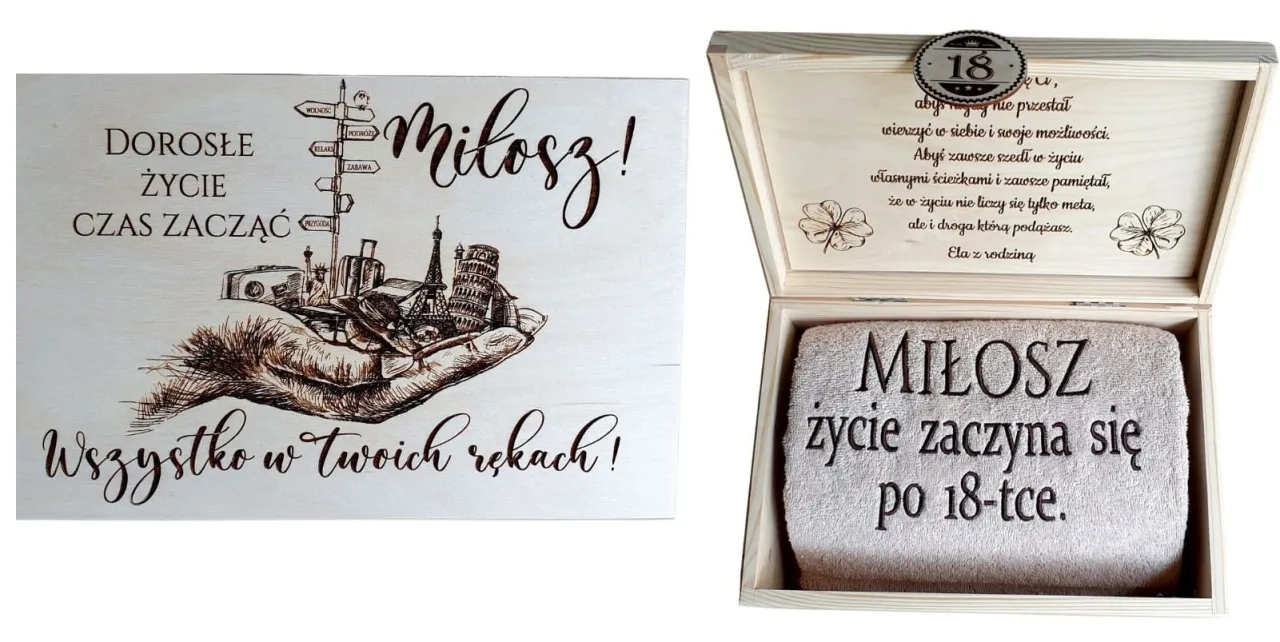 DOROSŁE
ŻYCIE
CZAS ZACZĄĆ
WOLNOŚĆ
PODRÓŻE
RELAKS
ZABAWA
PRZYGODA
Miłosz!
Wszystko w Twoich rękach!
18
abyś nigdy nie przestał
wierzyć w siebie i swoje możliwości.
Abyś zawsze szedł w życiu
własnymi ścieżkami i zawsze pamiętał,
że w życiu nie liczy się tylko meta,
ale i droga którą podążasz.
Ela z rodziną
MIŁOSZ
życie zaczyna się
po 18-tce.